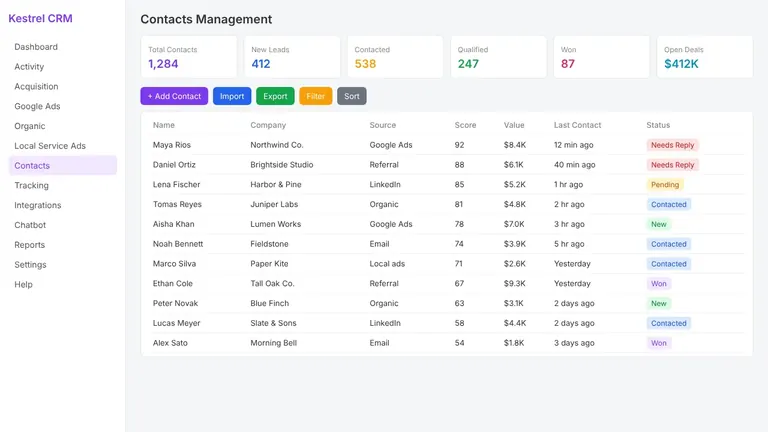 Kestrel CRM
Dashboard
Activity
Acquisition
Google Ads
Organic
Local Service Ads
Contacts
Tracking
Integrations
Chatbot
Reports
Settings
Help
Contacts Management
Total Contacts New Leads Contacted Qualified Won Open Deals
1,284 412 538 247 87 $412K
+ Add Contact Import Export Filter Sort
Name Company Source Score Value Last Contact Status
Maya Rios Northwind Co. Google Ads 92 $8.4K 12 min ago Needs Reply
Daniel Ortiz Brightside Studio Referral 88 $6.1K 40 min ago Needs Reply
Lena Fischer Harbor & Pine LinkedIn 85 $5.2K 1 hr ago Pending
Tomas Reyes Juniper Labs Organic 81 $4.8K 2 hr ago Contacted
Aisha Khan Lumen Works Google Ads 78 $7.0K 3 hr ago New
Noah Bennett Fieldstone Email 74 $3.9K 5 hr ago Contacted
Marco Silva Paper Kite Local ads 71 $2.6K Yesterday Contacted
Ethan Cole Tall Oak Co. Referral 67 $9.3K Yesterday Won
Peter Novak Blue Finch Organic 63 $3.1K 2 days ago New
Lucas Meyer Slate & Sons LinkedIn 58 $4.4K 2 days ago Contacted
Alex Sato Morning Bell Email 54 $1.8K 3 days ago Won